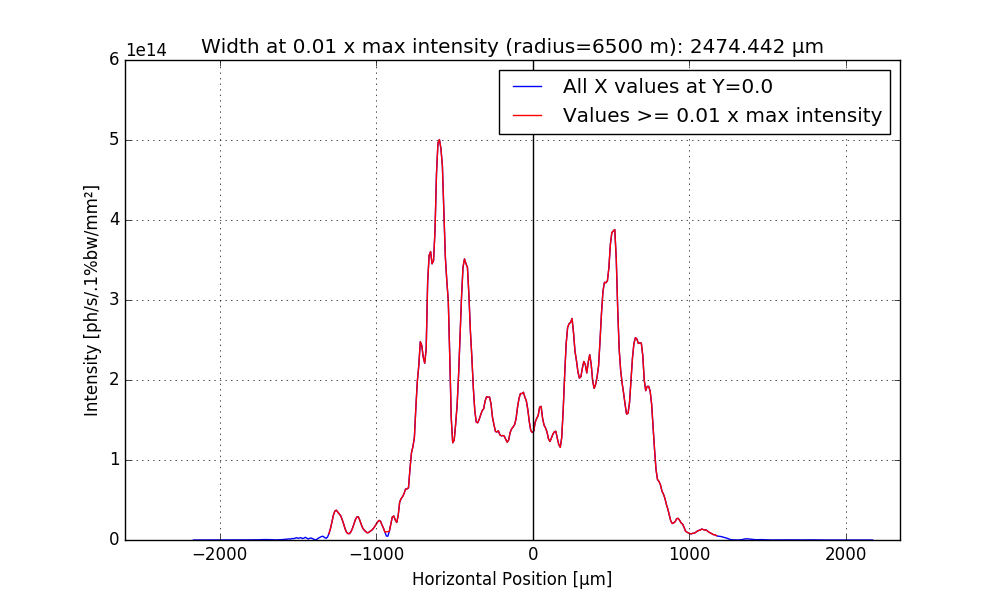 Width at 0.01 x max intensity (radius=6500 m): 2474.442 µm
1e14
All X values at Y=0.0
Values >= 0.01 x max intensity
6
5
4
3
2
1
0
Intensity [ph/s/.1%bw/mm²]
−2000
−1000
0
1000
2000
Horizontal Position [µm]